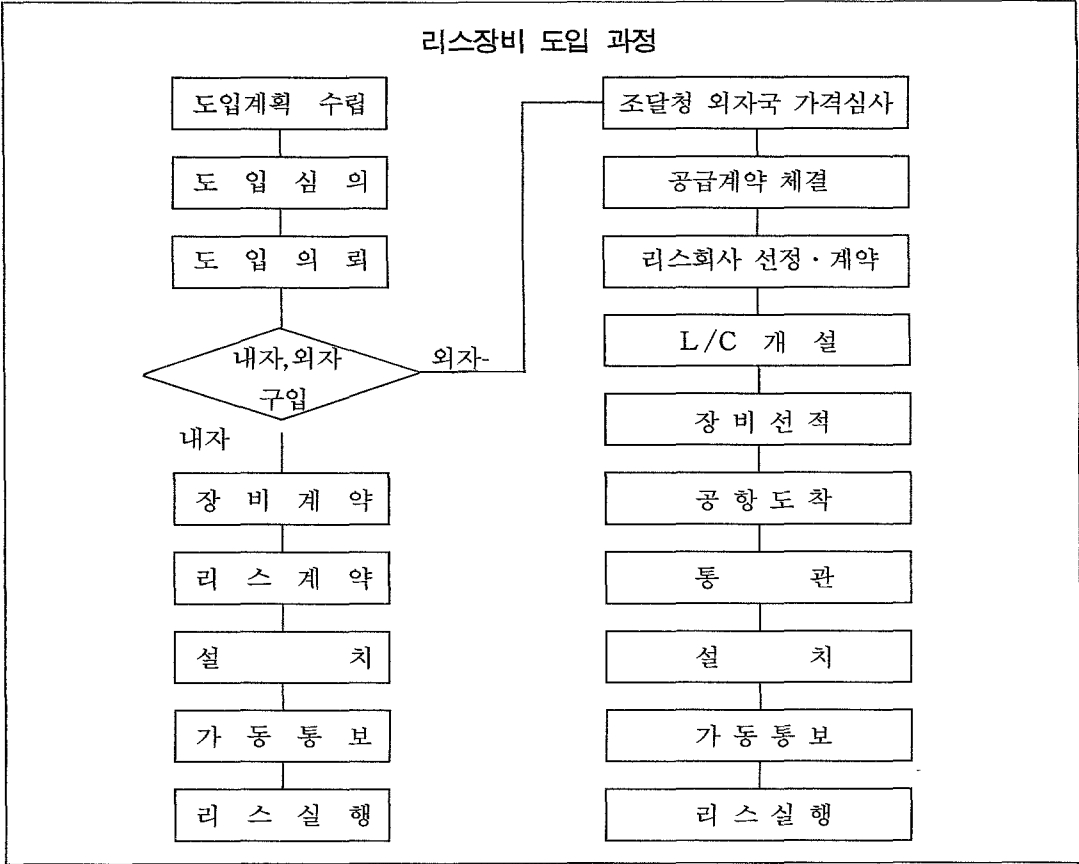 리스장비 도입 과정
도입계획 수립
도 입 심 의
도 입 의 뢰
내자,외자
구입
외자-
내자
장 비 계 약
리 스 계 약
설 치
가 동 통 보
리 스 실 행
조달청 외자국 가격심사
공급계약 체결
리스회사 선정·계약
L/C 개 설
장 비 선 적
공 항 도 착
통 관
설 치
가 동 통 보
리 스 실 행